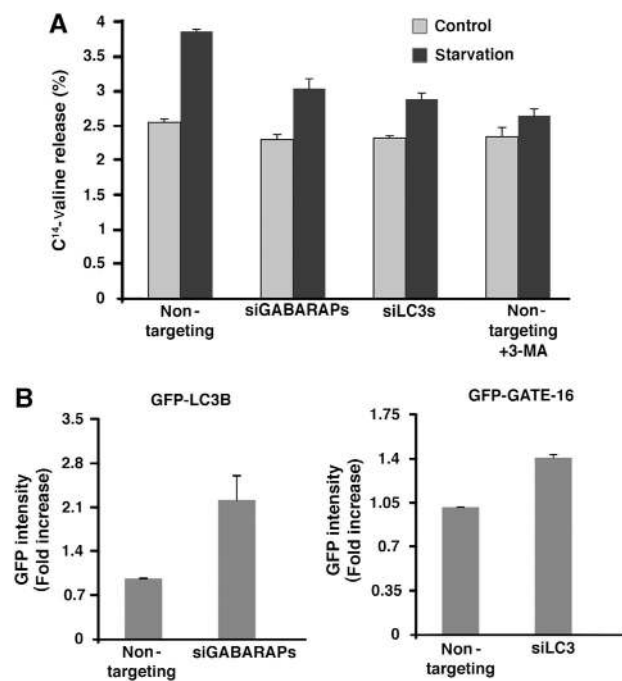 A
Control
Starvation
C¹⁴-valine release (%)
4
3.5
3
2.5
2
1.5
1
0.5
0
Non-
targeting
siGABARAPs
siLC3s
Non-
targeting
+3-MA
B
GFP-LC3B
GFP intensity
(Fold increase)
3.5
2.8
2.1
1.4
0.7
0
Non-
targeting
siGABARAPs
GFP-GATE-16
GFP intensity
(Fold increase)
1.75
1.4
1.05
0.7
0.35
0
Non-
targeting
siLC3